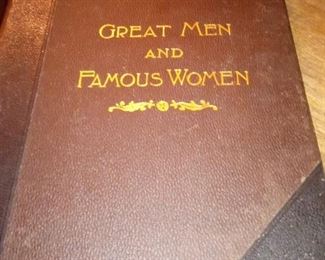 Great Men
and
Famous Women